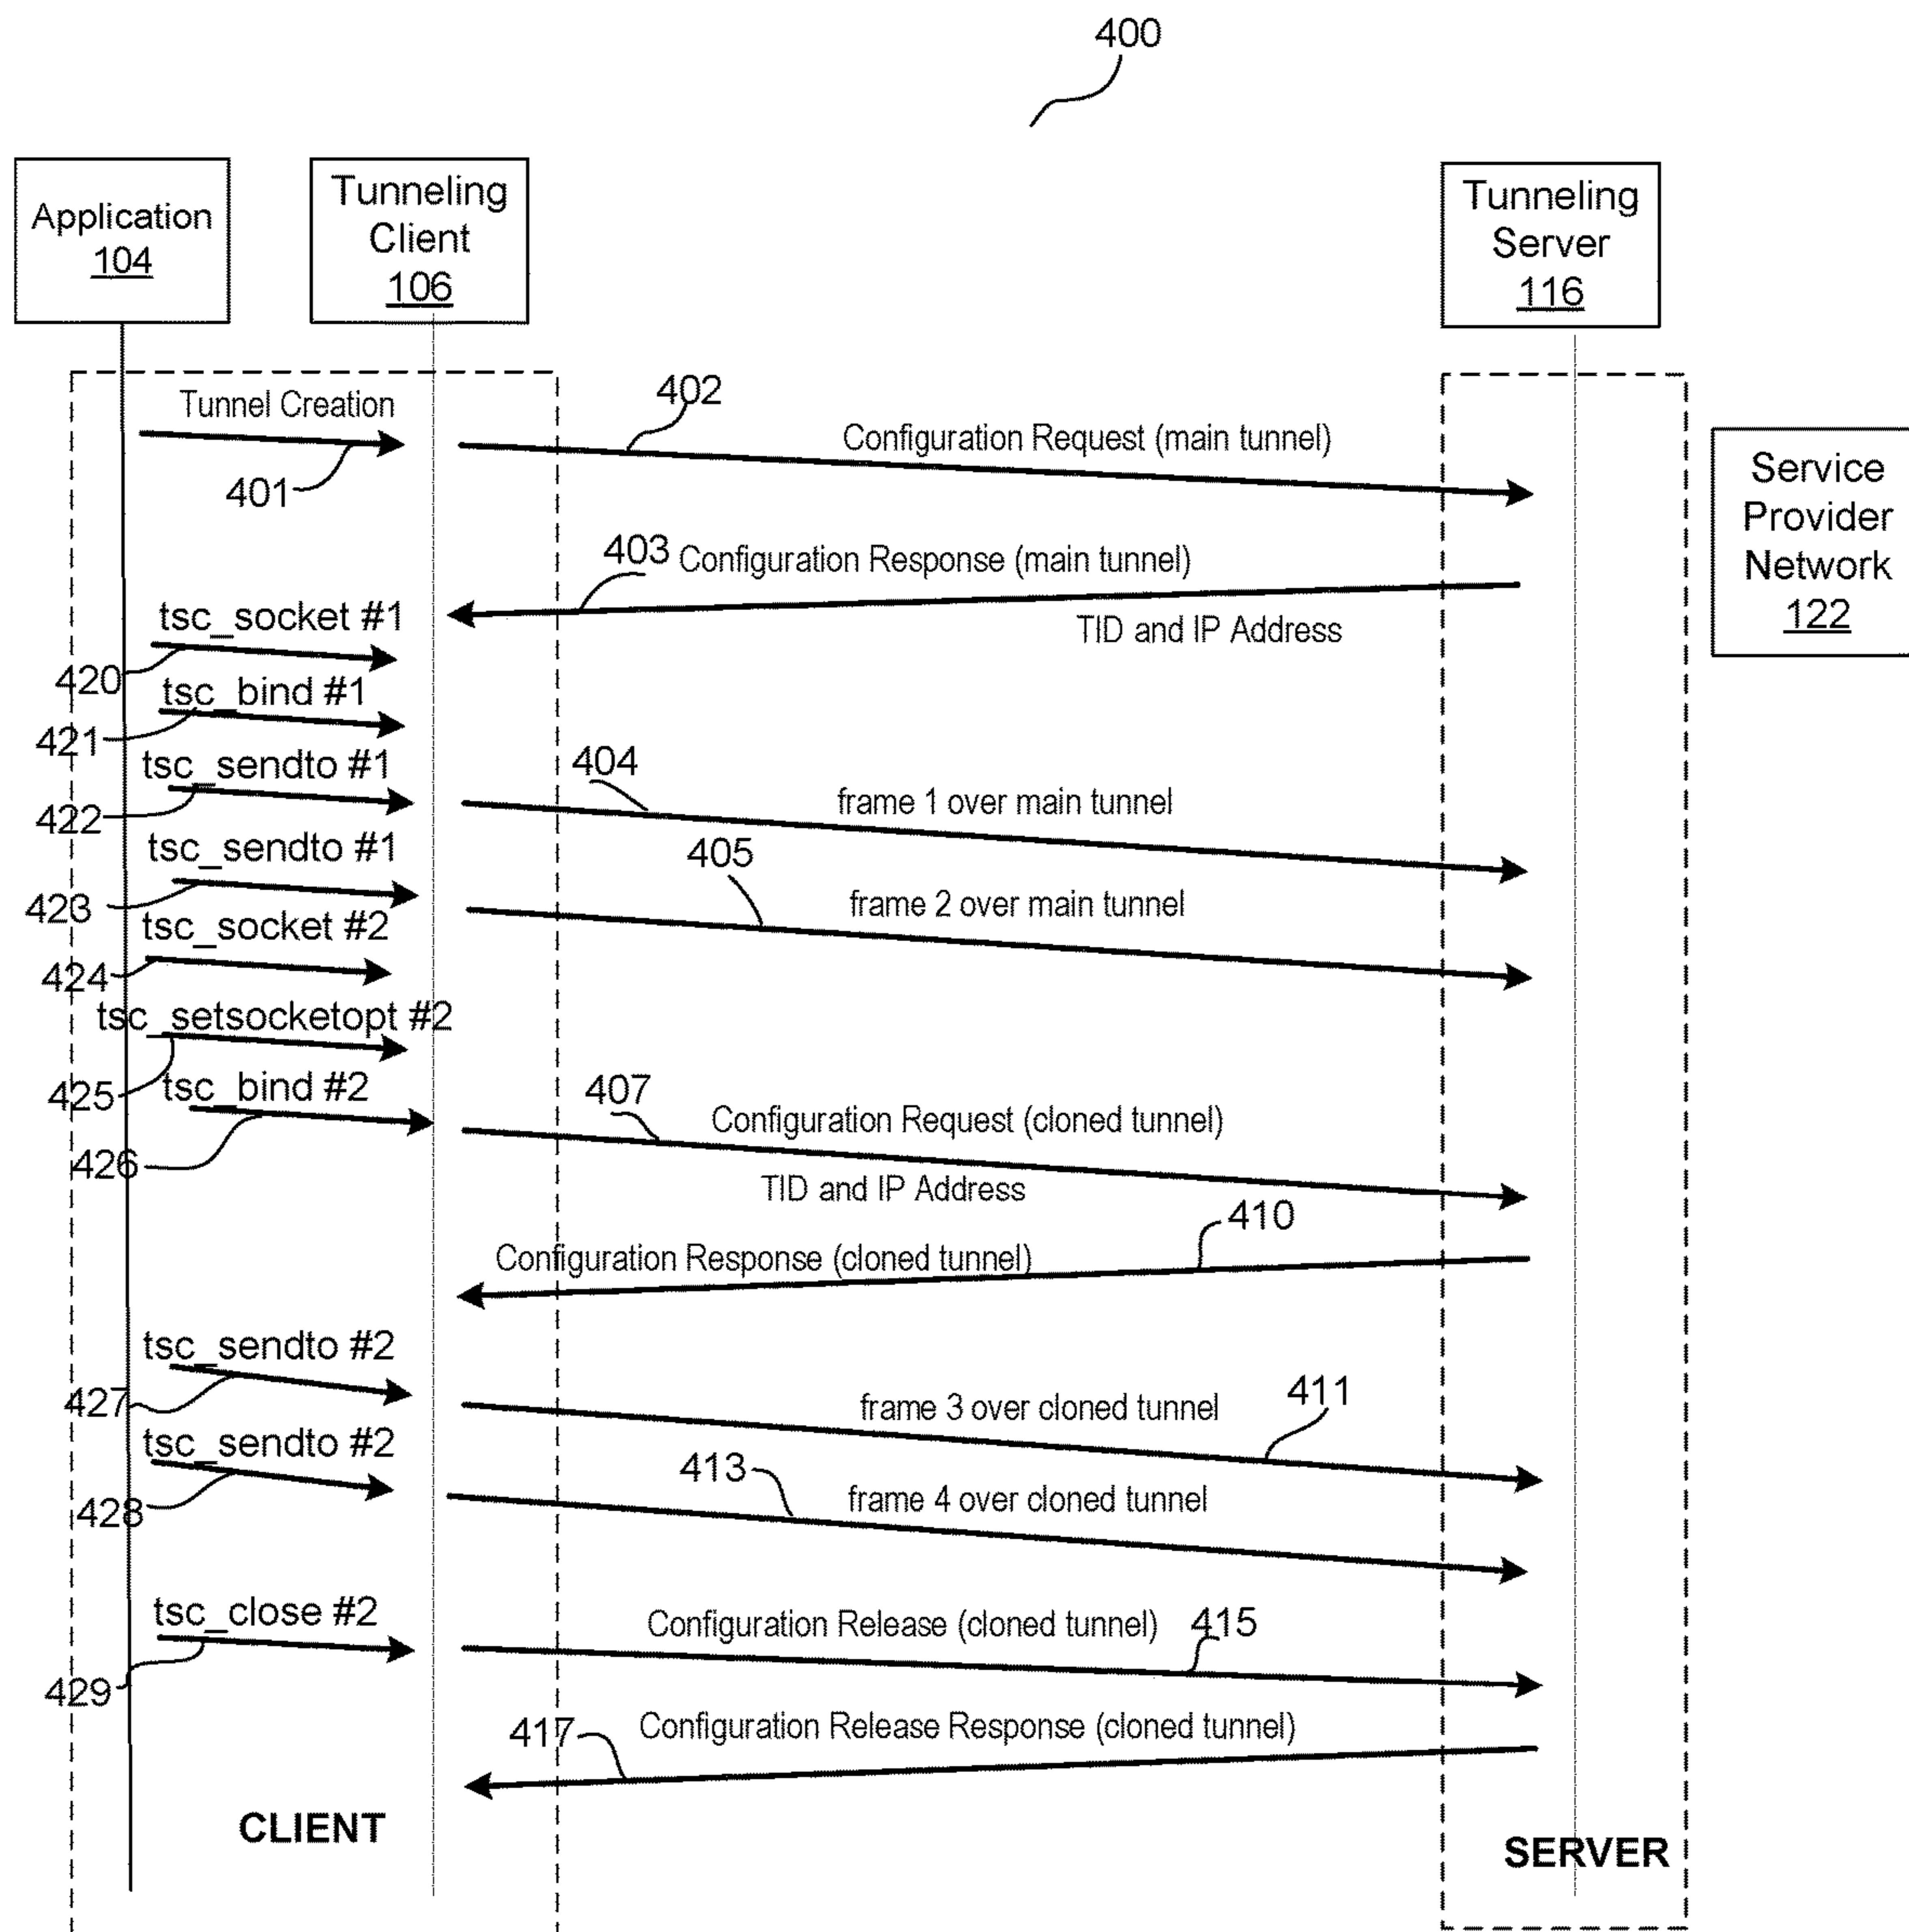 400
Application
104
Tunneling
Client
106
Tunneling
Server
116
Tunnel Creation
401
402
Configuration Request (main tunnel)
Service
Provider
Network
122
403
Configuration Response (main tunnel)
TID and IP Address
tsc_socket #1
420
tsc_bind #1
421
tsc_sendto #1
422
404
frame 1 over main tunnel
tsc_sendto #1
423
405
frame 2 over main tunnel
tsc_socket #2
424
tsc_setsocketopt #2
425
tsc_bind #2
426
407
Configuration Request (cloned tunnel)
TID and IP Address
410
Configuration Response (cloned tunnel)
tsc_sendto #2
427
frame 3 over cloned tunnel
411
tsc_sendto #2
428
413
frame 4 over cloned tunnel
tsc_close #2
429
Configuration Release (cloned tunnel)
415
417
Configuration Release Response (cloned tunnel)
CLIENT
SERVER